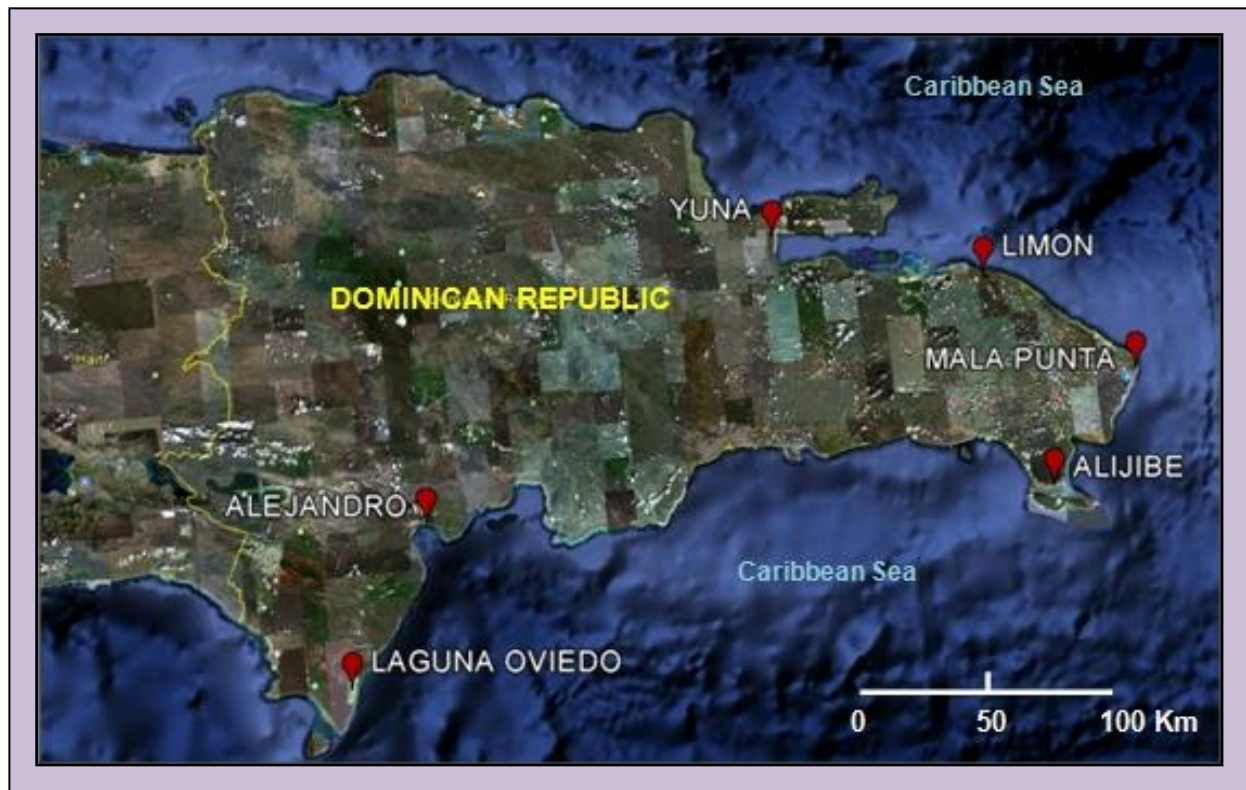 Caribbean Sea
YUNA
LIMON
DOMINICAN REPUBLIC
MALA PUNTA
ALIJIBE
ALEJANDRO
Caribbean Sea
LAGUNA OVIEDO
0 50 100 Km